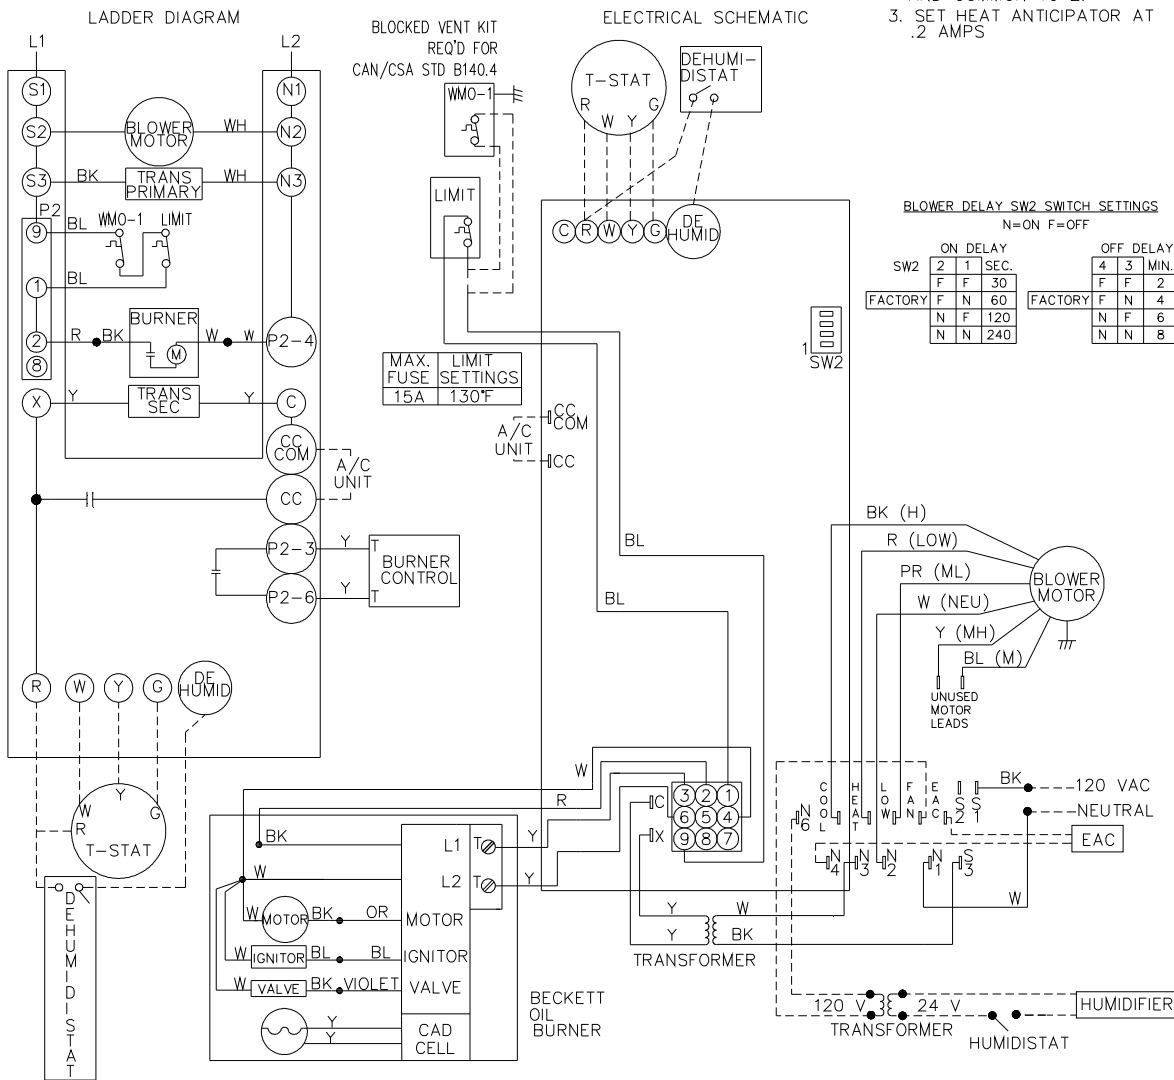 LADDER DIAGRAM
L1
L2
S1
N1
S2
BLOWER
MOTOR
WH
N2
S3
BK
TRANS
PRIMARY
WH
N3
P2
9
BL
WMO-1
LIMIT
1
BL
BURNER
2
R
BK
M
W
W
P2-4
8
X
Y
TRANS
SEC
Y
C
CC
COM
A/C
UNIT
CC
P2-3
Y
T
BURNER
CONTROL
P2-6
Y
T
R
W
Y
G
DE
HUMID
W
Y
G
R
T-STAT
DEHUMIDISTAT
BLOCKED VENT KIT
REQ'D FOR
CAN/CSA STD B140.4
WMO-1
LIMIT
MAX.
FUSE
LIMIT
SETTINGS
15A
130°F
ELECTRICAL SCHEMATIC
T-STAT
R
W
Y
G
DEHUMI-
DISTAT
C
R
W
Y
G
DE
HUMID
1
SW2
CC
COM
A/C
UNIT
CC
BL
BL
3. SET HEAT ANTICIPATOR AT
.2 AMPS
BLOWER DELAY SW2 SWITCH SETTINGS
N=ON F=OFF
ON DELAY
SW2 2 1 SEC.
F F 30
FACTORY F N 60
N F 120
N N 240
OFF DELAY
4 3 MIN.
F F 2
FACTORY F N 4
N F 6
N N 8
BK (H)
R (LOW)
PR (ML)
W (NEU)
Y (MH)
BL (M)
BLOWER
MOTOR
UNUSED
MOTOR
LEADS
W
R
C
X
3 2 1
6 5 4
9 8 7
N6
COOL
HEAT
LOW
FAN
EAC
S2
S1
BK
120 VAC
NEUTRAL
EAC
N4
N3
N2
N1
S3
W
BK
L1
T
Y
W
L2
T
Y
W
MOTOR
BK
OR
MOTOR
W
IGNITOR
BL
BL
IGNITOR
W
VALVE
BK
VIOLET
VALVE
Y
Y
CAD
CELL
BECKETT
OIL
BURNER
Y
Y
W
BK
TRANSFORMER
120 V
24 V
TRANSFORMER
HUMIDIFIER
HUMIDISTAT